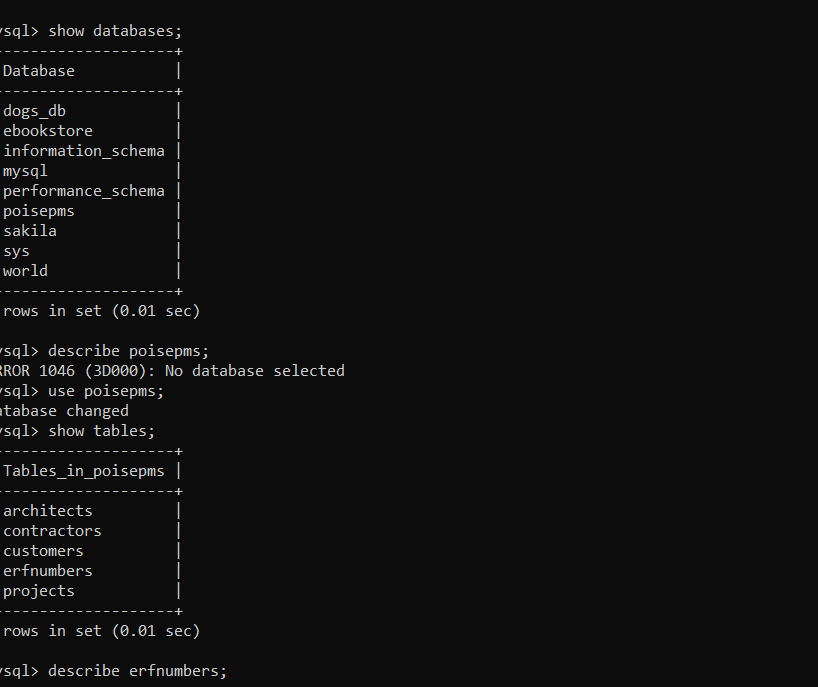 ysql> show databases;
--------------------+
Database |
--------------------+
dogs_db |
ebookstore |
information_schema |
mysql |
performance_schema |
poisepms |
sakila |
sys |
world |
--------------------+
rows in set (0.01 sec)
ysql> describe poisepms;
RROR 1046 (3D000): No database selected
ysql> use poisepms;
atabase changed
ysql> show tables;
--------------------+
Tables_in_poisepms |
--------------------+
architects |
contractors |
customers |
erfnumbers |
projects |
--------------------+
rows in set (0.01 sec)
ysql> describe erfnumbers;